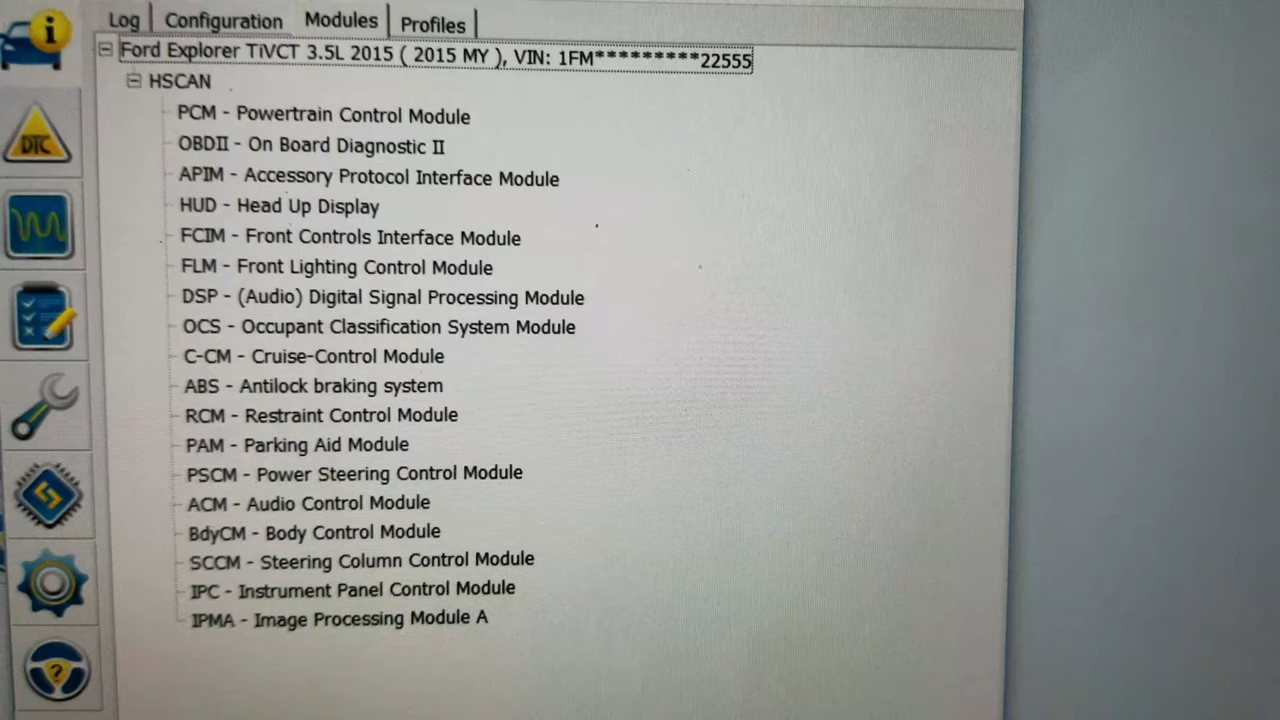 Log Configuration Modules Profiles
Ford Explorer TiVCT 3.5L 2015 ( 2015 MY ), VIN: 1FM*********22555
HSCAN
PCM - Powertrain Control Module
OBDII - On Board Diagnostic II
APIM - Accessory Protocol Interface Module
HUD - Head Up Display
FCIM - Front Controls Interface Module
FLM - Front Lighting Control Module
DSP - (Audio) Digital Signal Processing Module
OCS - Occupant Classification System Module
C-CM - Cruise-Control Module
ABS - Antilock braking system
RCM - Restraint Control Module
PAM - Parking Aid Module
PSCM - Power Steering Control Module
ACM - Audio Control Module
BdyCM - Body Control Module
SCCM - Steering Column Control Module
IPC - Instrument Panel Control Module
IPMA - Image Processing Module A
i
DTC
?